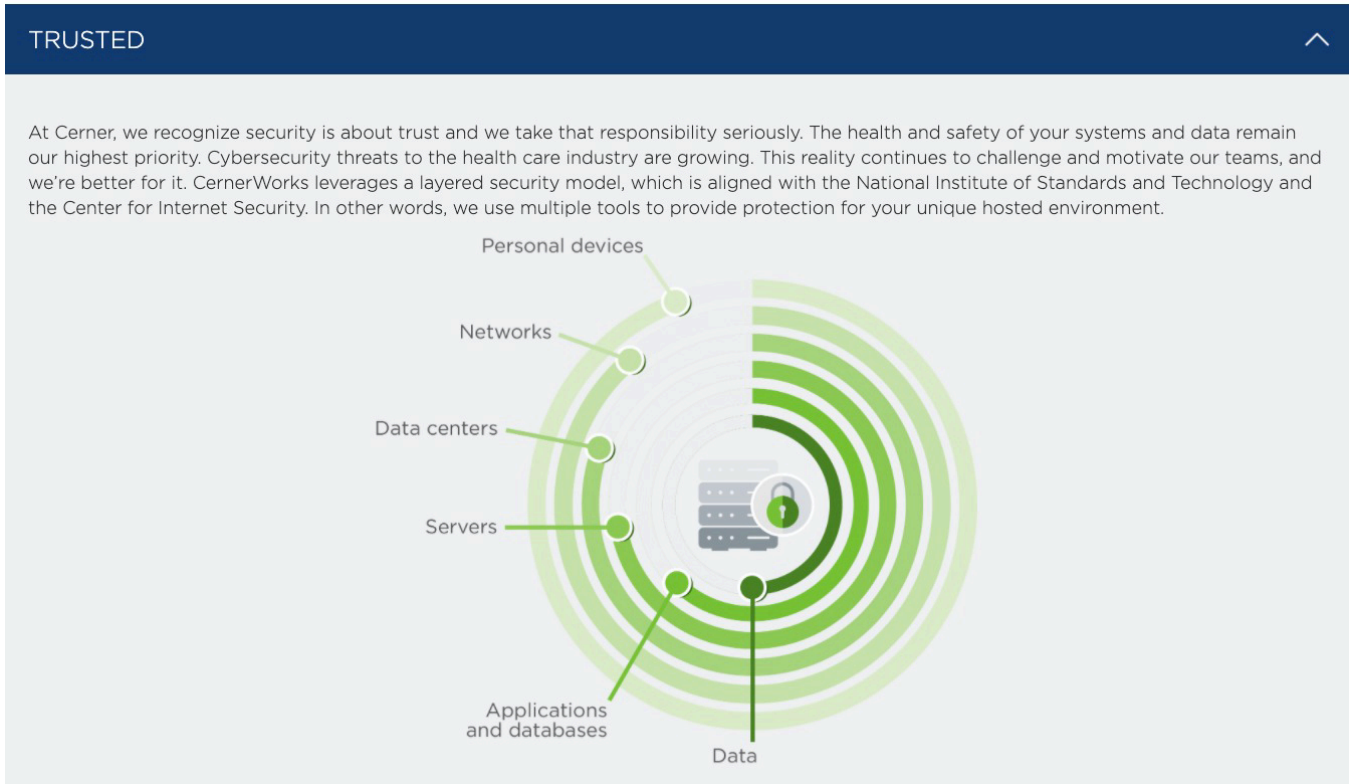 TRUSTED
At Cerner, we recognize security is about trust and we take that responsibility seriously. The health and safety of your systems and data remain
our highest priority. Cybersecurity threats to the health care industry are growing. This reality continues to challenge and motivate our teams, and
we’re better for it. CernerWorks leverages a layered security model, which is aligned with the National Institute of Standards and Technology and
the Center for Internet Security. In other words, we use multiple tools to provide protection for your unique hosted environment.
Personal devices
Networks
Data centers
Servers
Applications
and databases
Data